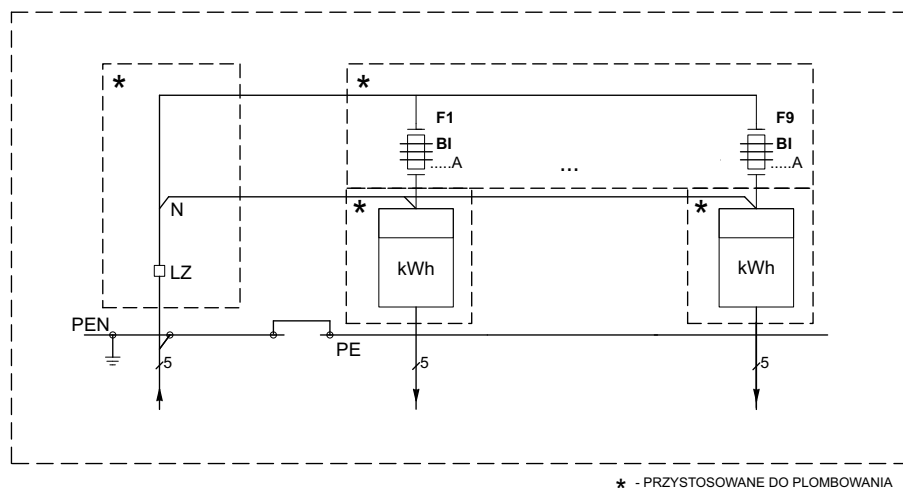 *
*
F1
BI
.....A
F9
BI
.....A
...
N
*
*
kWh
kWh
LZ
PEN
PE
5
5
5
* - PRZYSTOSOWANE DO PLOMBOWANIA